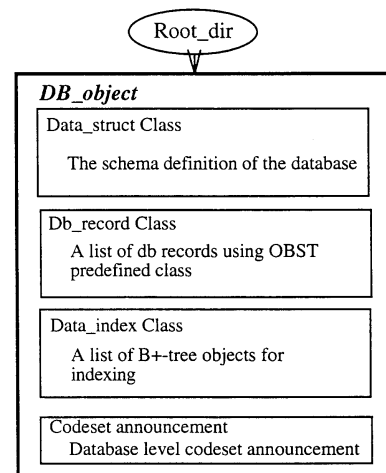 Root_dir
DB_object
Data_struct Class
The schema definition of the database
Db_record Class
A list of db records using OBST
predefined class
Data_index Class
A list of B+-tree objects for
indexing
Codeset announcement
Database level codeset announcement